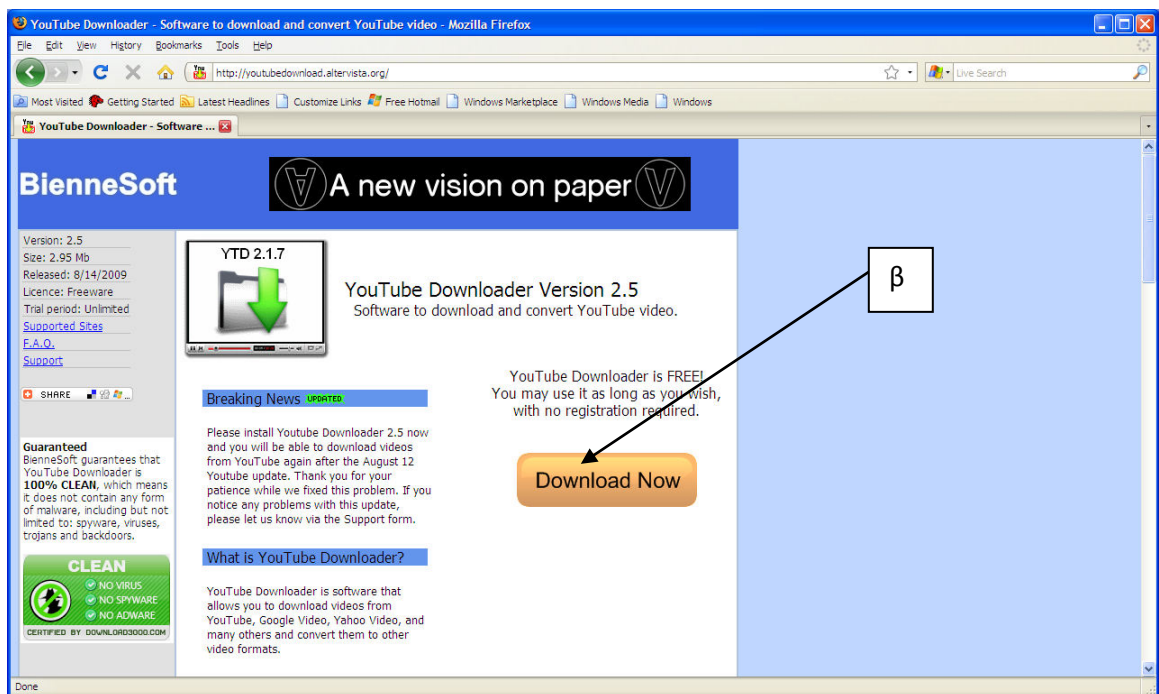 YouTube Downloader - Software to download and convert YouTube video - Mozilla Firefox
File Edit View History Bookmarks Tools Help
http://youtubedownload.altervista.org/
Live Search
Most Visited Getting Started Latest Headlines Customize Links Free Hotmail Windows Marketplace Windows Media Windows
YouTube Downloader - Software ...
BienneSoft
A new vision on paper
Version: 2.5
Size: 2.95 Mb
Released: 8/14/2009
Licence: Freeware
Trial period: Unlimited
Supported Sites
F.A.Q.
Support
SHARE
Guaranteed
BienneSoft guarantees that
YouTube Downloader is
100% CLEAN, which means
it does not contain any form
of malware, including but not
limited to: spyware, viruses,
trojans and backdoors.
CLEAN
NO VIRUS
NO SPYWARE
NO ADWARE
CERTIFIED BY DOWNLOAD3000.COM
YTD 2.1.7
YouTube Downloader Version 2.5
Software to download and convert YouTube video.
Breaking News UPDATED
Please install Youtube Downloader 2.5 now
and you will be able to download videos
from YouTube again after the August 12
Youtube update. Thank you for your
patience while we fixed this problem. If you
notice any problems with this update,
please let us know via the Support form.
What is YouTube Downloader?
YouTube Downloader is software that
allows you to download videos from
YouTube, Google Video, Yahoo Video, and
many others and convert them to other
video formats.
YouTube Downloader is FREE!
You may use it as long as you wish,
with no registration required.
Download Now
β
Done